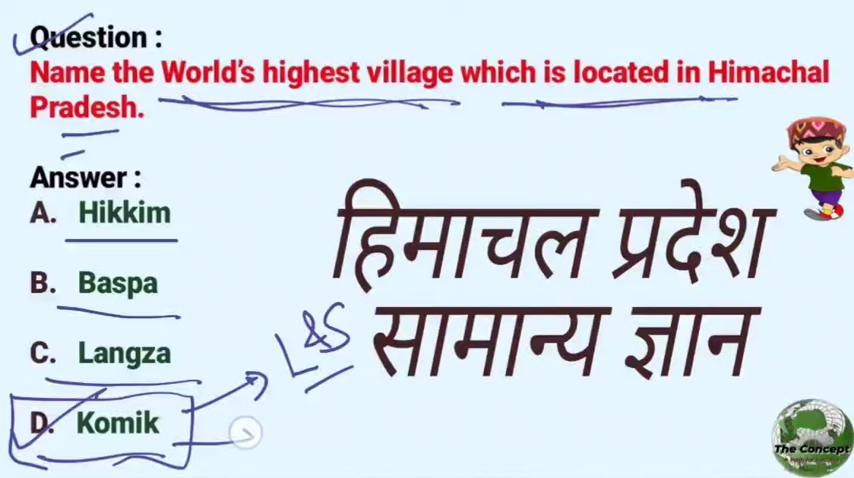 Question :
Name the World's highest village which is located in Himachal
Pradesh.
Answer :
A. Hikkim
B. Baspa
C. Langza
D. Komik
हिमाचल प्रदेश
सामान्य ज्ञान
L&S
The Concept